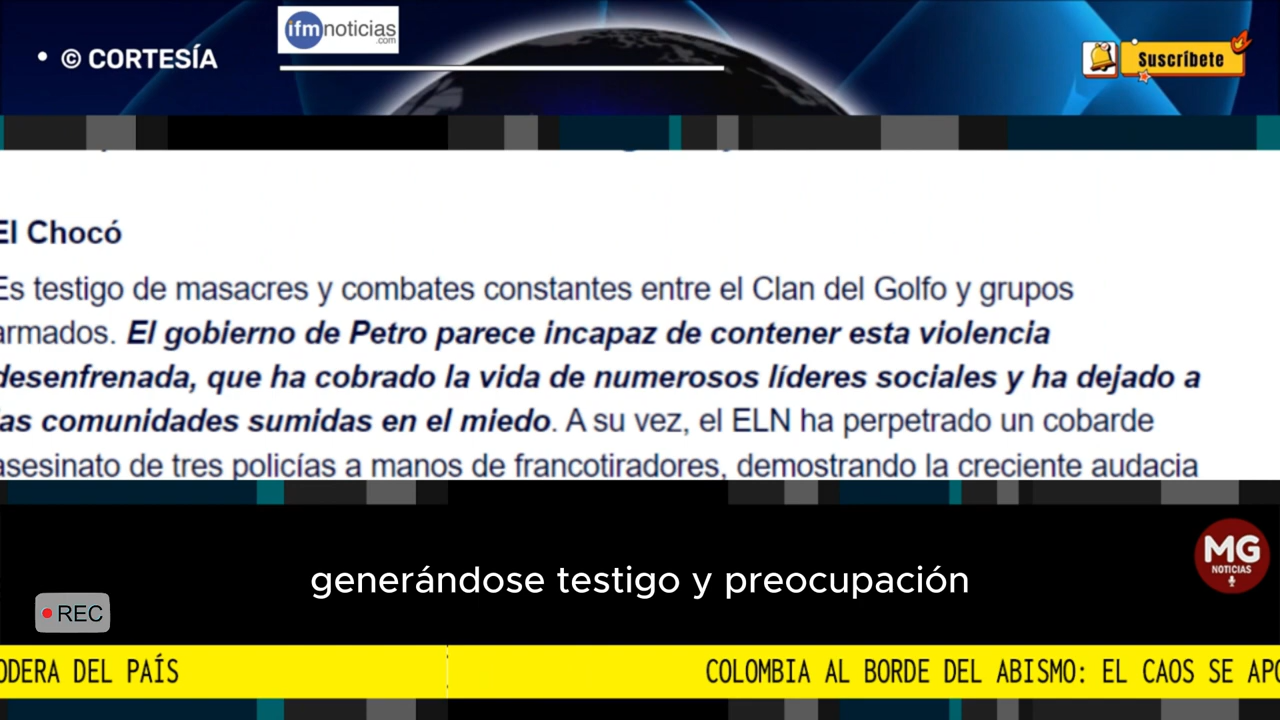 • © CORTESÍA
ifmnoticias
.com
Suscríbete
El Chocó
Es testigo de masacres y combates constantes entre el Clan del Golfo y grupos
armados. El gobierno de Petro parece incapaz de contener esta violencia
desenfrenada, que ha cobrado la vida de numerosos líderes sociales y ha dejado a
las comunidades sumidas en el miedo. A su vez, el ELN ha perpetrado un cobarde
asesinato de tres policías a manos de francotiradores, demostrando la creciente audacia
generándose testigo y preocupación
MG
NOTICIAS
REC
ODERA DEL PAÍS
COLOMBIA AL BORDE DEL ABISMO: EL CAOS SE APO